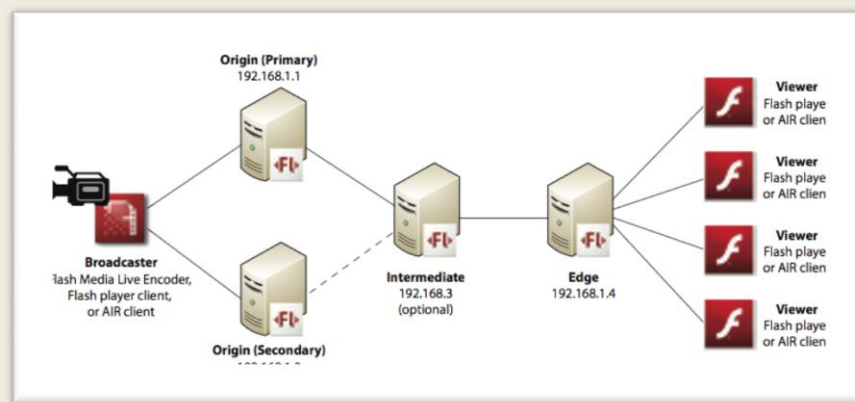 Origin (Primary)
192.168.1.1
Broadcaster
lash Media Live Encoder,
Flash player client,
or AIR client
Origin (Secondary)
Intermediate
192.168.3
(optional)
Edge
192.168.1.4
Viewer
Flash playe
or AIR clien
Viewer
Flash playe
or AIR clien
Viewer
Flash playe
or AIR clien
Viewer
Flash playe
or AIR clien